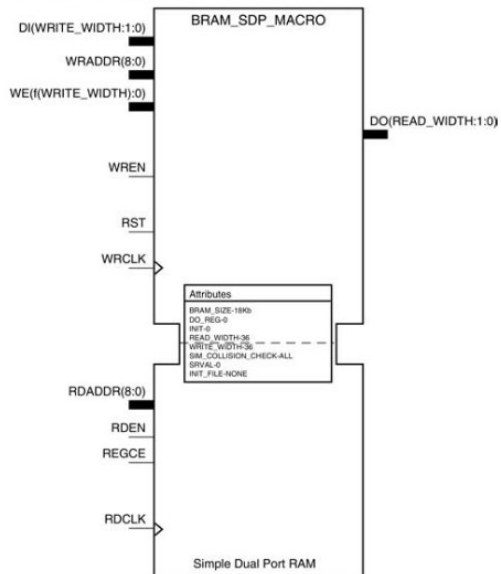 BRAM_SDP_MACRO
DI(WRITE_WIDTH:1:0)
WRADDR(8:0)
WE(f(WRITE_WIDTH):0)
DO(READ_WIDTH:1:0)
WREN
RST
WRCLK
Attributes
BRAM_SIZE-18Kb
DO_REG-0
INIT-0
READ_WIDTH-36
WRITE_WIDTH-36
SIM_COLLISION_CHECK-ALL
SRVAL-0
INIT_FILE-NONE
RDADDR(8:0)
RDEN
REGCE
RDCLK
Simple Dual Port RAM